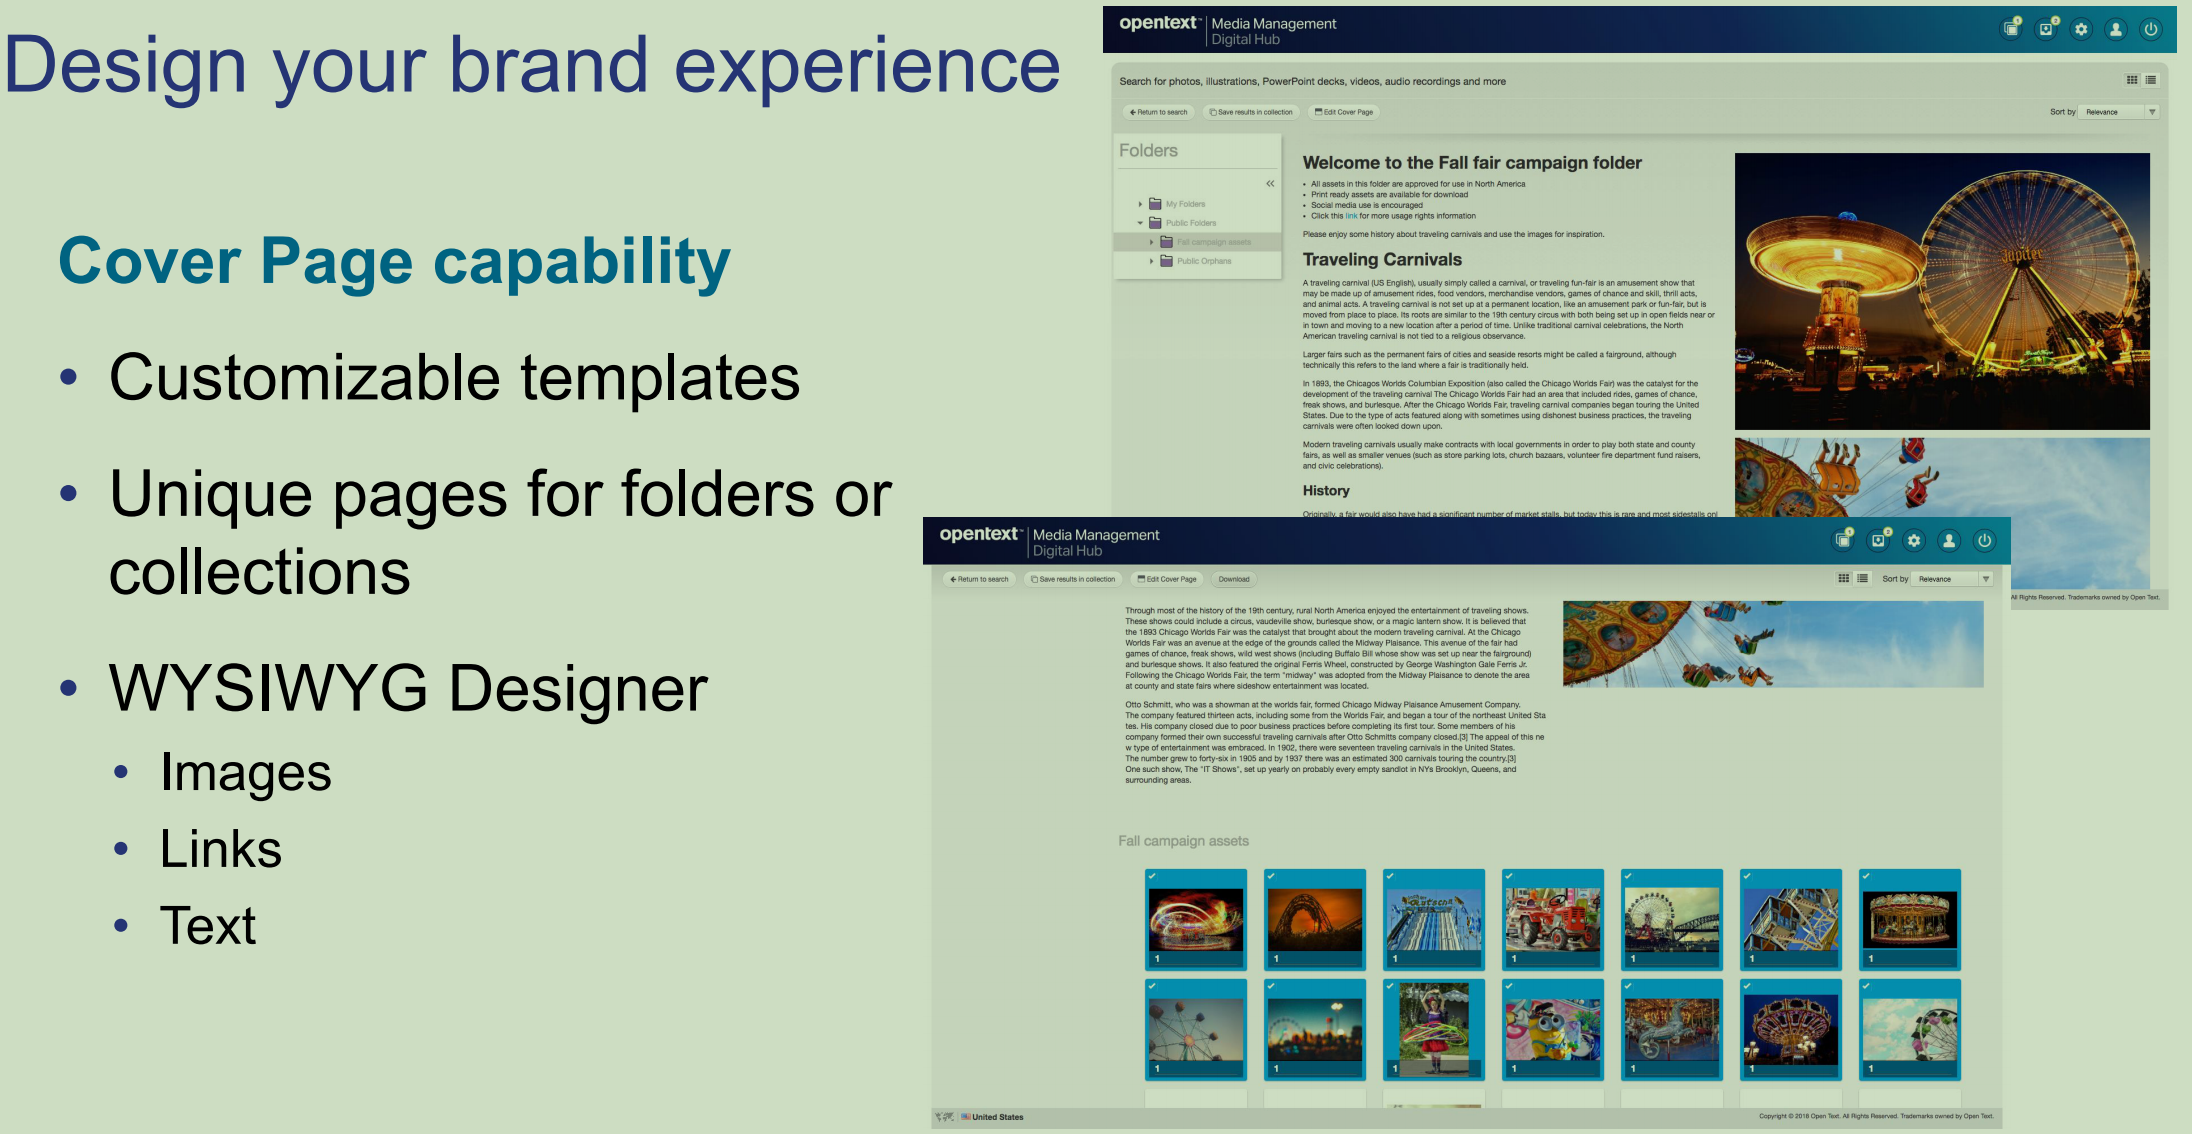 Design your brand experience
Cover Page capability
• Customizable templates
• Unique pages for folders or
collections
• WYSIWYG Designer
• Images
• Links
• Text
opentext™ | Media Management
Digital Hub
Search for photos, illustrations, PowerPoint decks, videos, audio recordings and more
Return to search
Save results in collection
Edit Cover Page
Sort by Relevance
Folders
My Folders
Public Folders
Fall campaign assets
Public Orphans
Welcome to the Fall fair campaign folder
• All assets in this folder are approved for use in North America
• Print ready assets are available for download
• Social media use is encouraged
• Click this link for more usage rights information
Please enjoy some history about traveling carnivals and use the images for inspiration.
Traveling Carnivals
A traveling carnival (US English), usually simply called a carnival, or traveling fun-fair is an amusement show that
may be made up of amusement rides, food vendors, merchandise vendors, games of chance and skill, thrill acts,
and animal acts. A traveling carnival is not set up at a permanent location, like an amusement park or fun-fair, but is
moved from place to place. Its roots are similar to the 19th century circus with both being set up in open fields near or
in town and moving to a new location after a period of time. Unlike traditional carnival celebrations, the North
American traveling carnival is not tied to a religious observance.
Larger fairs such as the permanent fairs of cities and seaside resorts might be called a fairground, although
technically this refers to the land where a fair is traditionally held.
In 1893, the Chicagos Worlds Columbian Exposition (also called the Chicago Worlds Fair) was the catalyst for the
development of the traveling carnival The Chicago Worlds Fair had an area that included rides, games of chance,
freak shows, and burlesque. After the Chicago Worlds Fair, traveling carnival companies began touring the United
States. Due to the type of acts featured along with sometimes using dishonest business practices, the traveling
carnivals were often looked down upon.
Modern traveling carnivals usually make contracts with local governments in order to play both state and county
fairs, as well as smaller venues (such as store parking lots, church bazaars, volunteer fire department fund raisers,
and civic celebrations).
History
Originally, a fair would also have had a significant number of market stalls, but today this is rare and most sidestalls onl
Jupiter
All Rights Reserved. Trademarks owned by Open Text.
opentext™ | Media Management
Digital Hub
Return to search
Save results in collection
Edit Cover Page
Download
Sort by Relevance
Through most of the history of the 19th century, rural North America enjoyed the entertainment of traveling shows.
These shows could include a circus, vaudeville show, burlesque show, or a magic lantern show. It is believed that
the 1893 Chicago Worlds Fair was the catalyst that brought about the modern traveling carnival. At the Chicago
Worlds Fair was an avenue at the edge of the grounds called the Midway Plaisance. This avenue of the fair had
games of chance, freak shows, wild west shows (including Buffalo Bill whose show was set up near the fairground)
and burlesque shows. It also featured the original Ferris Wheel, constructed by George Washington Gale Ferris Jr.
Following the Chicago Worlds Fair, the term "midway" was adopted from the Midway Plaisance to denote the area
at county and state fairs where sideshow entertainment was located.
Otto Schmitt, who was a showman at the worlds fair, formed Chicago Midway Plaisance Amusement Company.
The company featured thirteen acts, including some from the Worlds Fair, and began a tour of the northeast United Sta
tes. His company closed due to poor business practices before completing its first tour. Some members of his
company formed their own successful traveling carnivals after Otto Schmitts company closed.[3] The appeal of this ne
w type of entertainment was embraced. In 1902, there were seventeen traveling carnivals in the United States.
The number grew to forty-six in 1905 and by 1937 there was an estimated 300 carnivals touring the country.[3]
One such show, The "IT Shows", set up yearly on probably every empty sandlot in NYs Brooklyn, Queens, and
surrounding areas.
Fall campaign assets
1 1 1 1 1 1 1
1 1 1 1 1 1 1
United States
Copyright © 2018 Open Text. All Rights Reserved. Trademarks owned by Open Text.